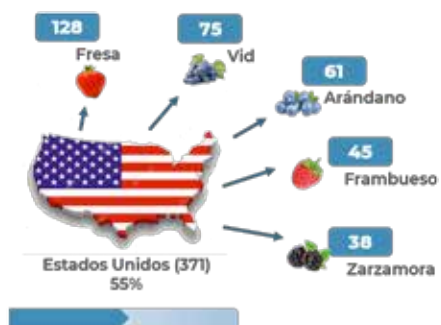 128
Fresa
75
Vid
61
Arándano
45
Frambueso
38
Zarzamora
Estados Unidos (371)
55%